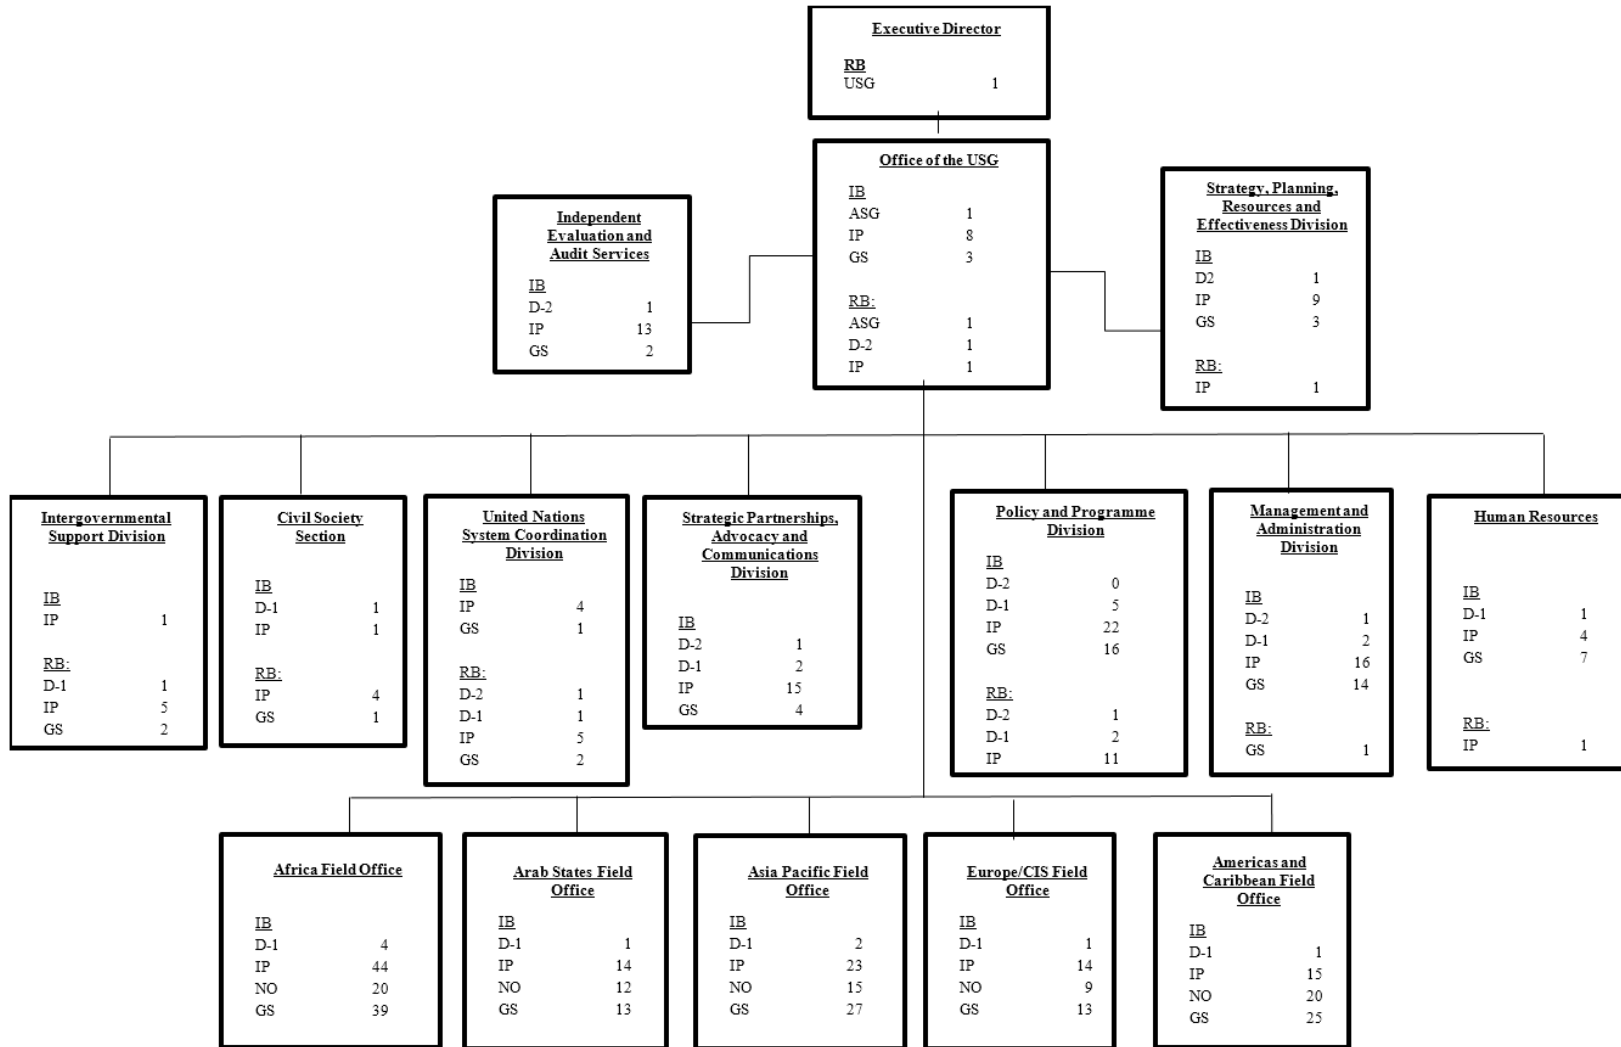 Executive Director
RB
USG 1
Office of the USG
IB
ASG 1
IP 8
GS 3
RB:
ASG 1
D-2 1
IP 1
Independent
Evaluation and
Audit Services
IB
D-2 1
IP 13
GS 2
Strategy, Planning,
Resources and
Effectiveness Division
IB
D2 1
IP 9
GS 3
RB:
IP 1
Intergovernmental
Support Division
IB
IP 1
RB:
D-1 1
IP 5
GS 2
Civil Society
Section
IB
D-1 1
IP 1
RB:
IP 4
GS 1
United Nations
System Coordination
Division
IB
IP 4
GS 1
RB:
D-2 1
D-1 1
IP 5
GS 2
Strategic Partnerships,
Advocacy and
Communications
Division
IB
D-2 1
D-1 2
IP 15
GS 4
Policy and Programme
Division
IB
D-2 0
D-1 5
IP 22
GS 16
RB:
D-2 1
D-1 2
IP 11
Management and
Administration
Division
IB
D-2 1
D-1 2
IP 16
GS 14
RB:
GS 1
Human Resources
IB
D-1 1
IP 4
GS 7
RB:
IP 1
Africa Field Office
IB
D-1 4
IP 44
NO 20
GS 39
Arab States Field
Office
IB
D-1 1
IP 14
NO 12
GS 13
Asia Pacific Field
Office
IB
D-1 2
IP 23
NO 15
GS 27
Europe/CIS Field
Office
IB
D-1 1
IP 14
NO 9
GS 13
Americas and
Caribbean Field
Office
IB
D-1 1
IP 15
NO 20
GS 25